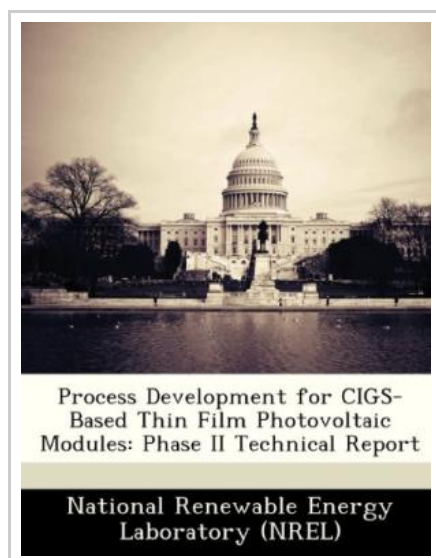 Process Development for CIGS-
Based Thin Film Photovoltaic
Modules: Phase II Technical Report
National Renewable Energy
Laboratory (NREL)